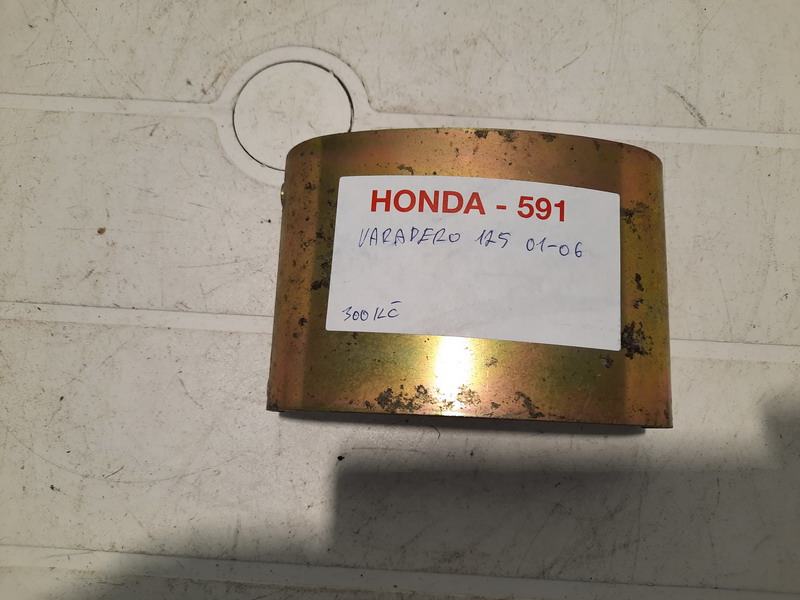 HONDA - 591
VARADERO 125 01-06
300 KČ